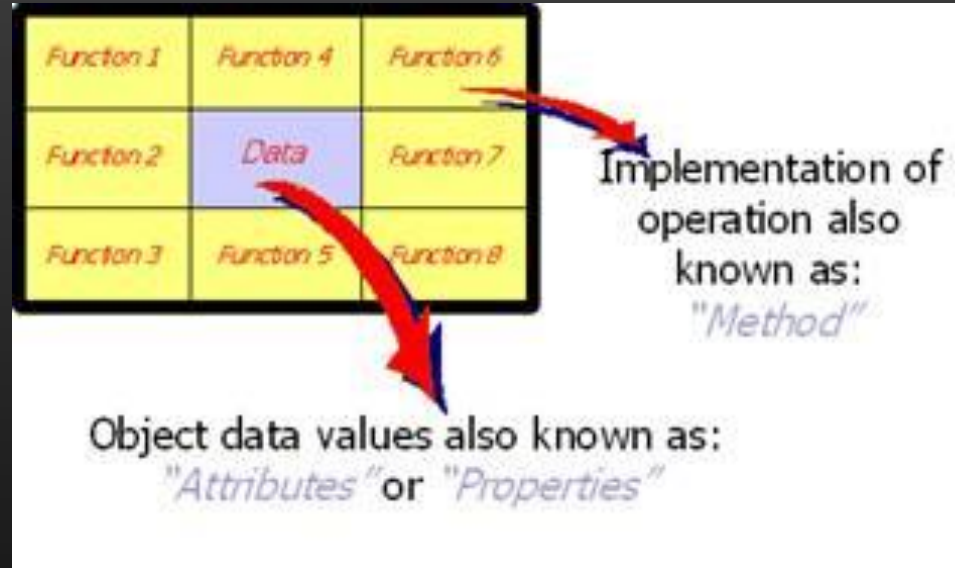 Function 1 Function 4 Function 6
Function 2 Data Function 7
Function 3 Function 5 Function 8
Implementation of
operation also
known as:
"Method"
Object data values also known as:
"Attributes" or "Properties"